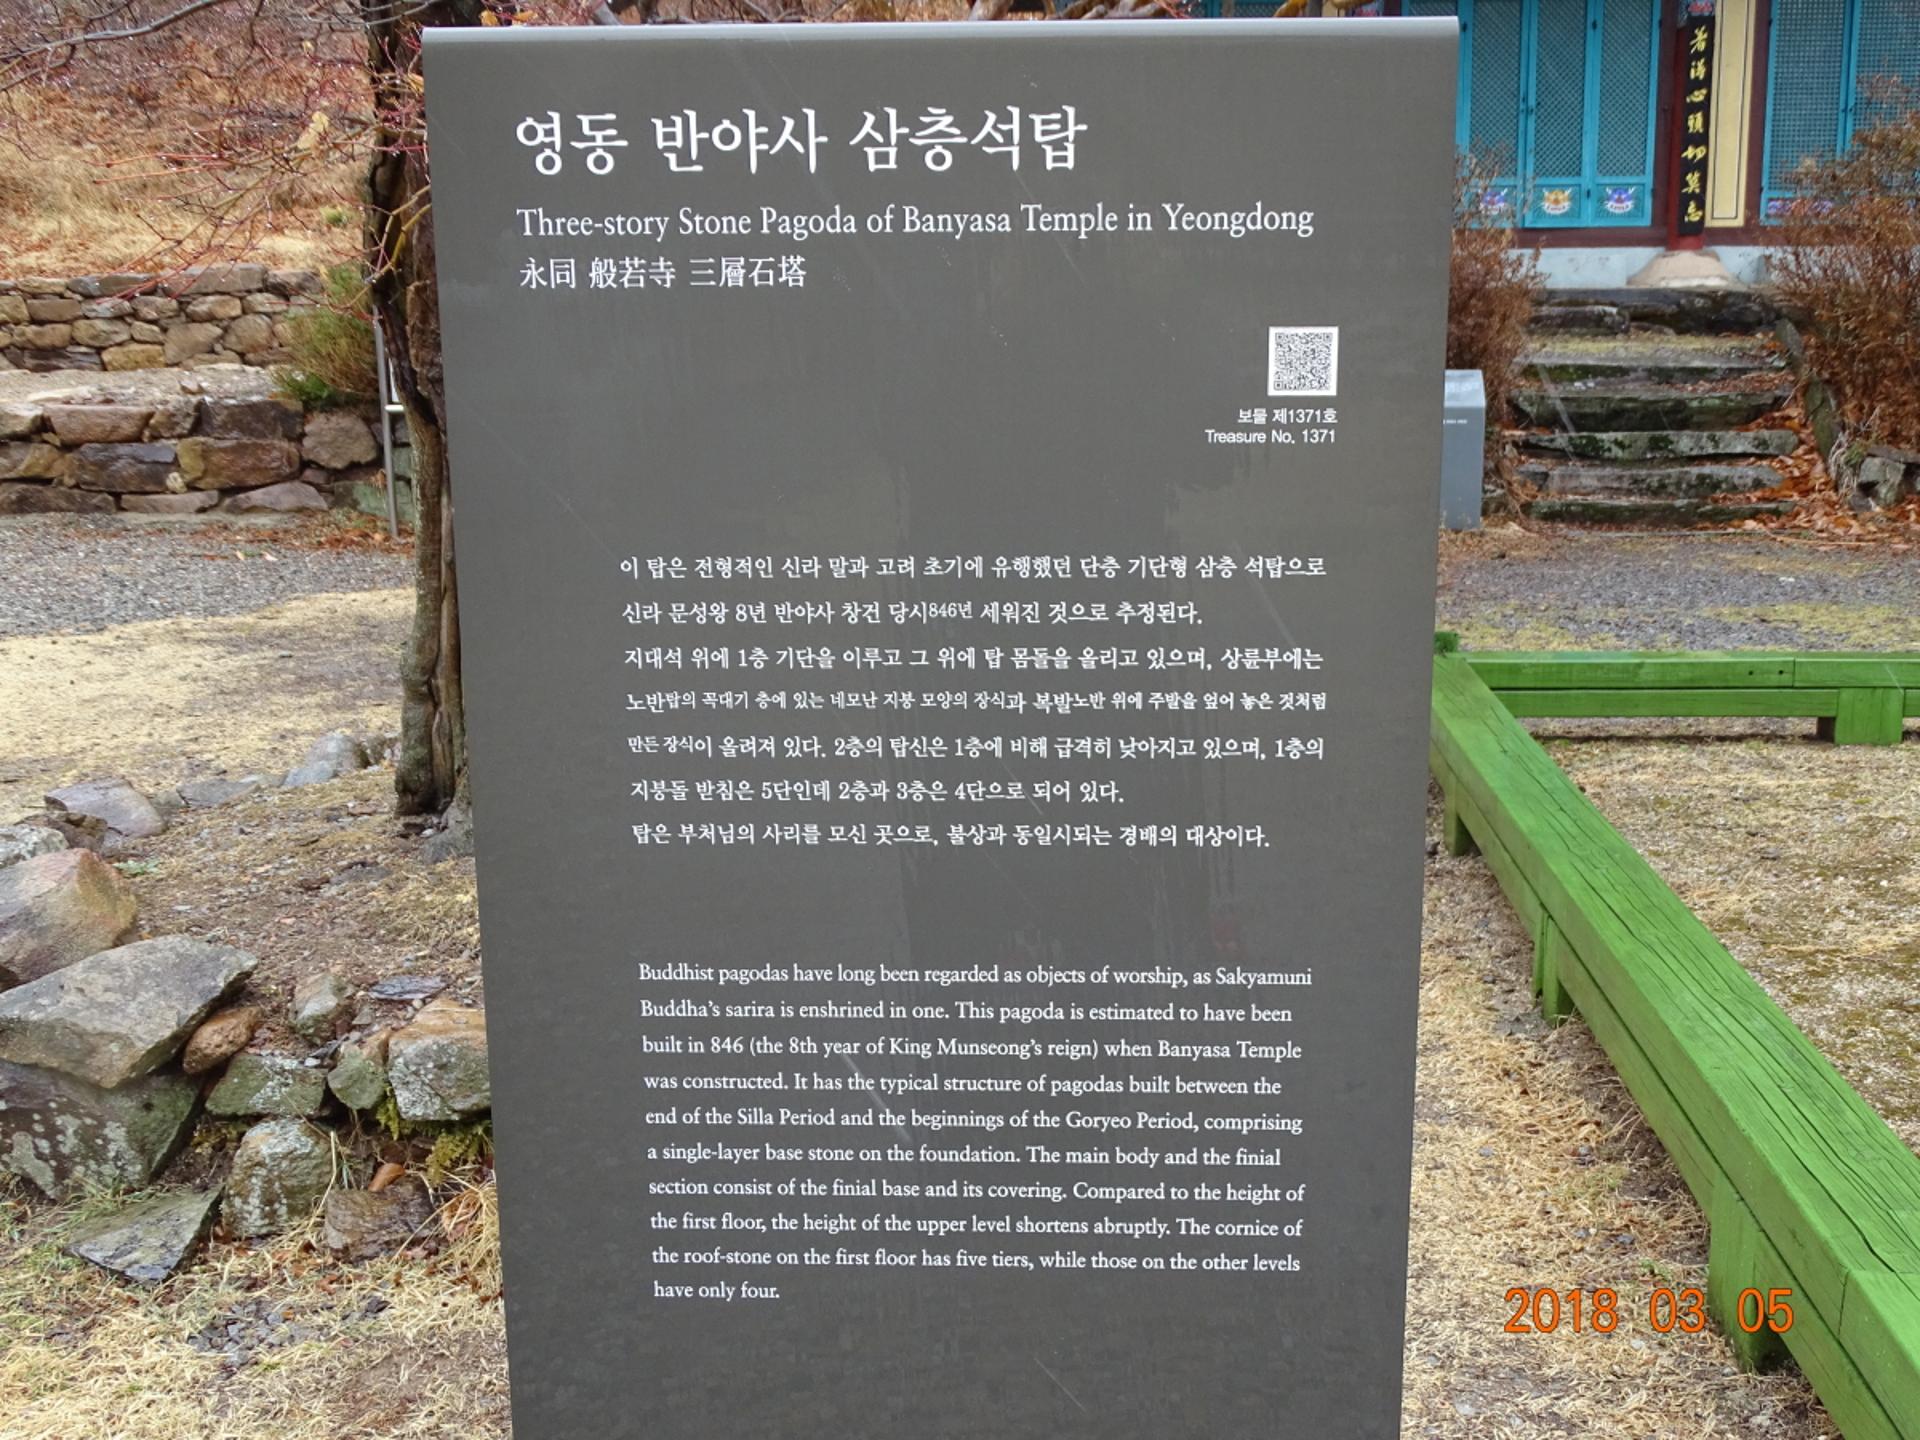 영동 반야사 삼층석탑
Three-story Stone Pagoda of Banyasa Temple in Yeongdong
永同 般若寺 三層石塔
보물 제1371호
Treasure No. 1371
이 탑은 전형적인 신라 말과 고려 초기에 유행했던 단층 기단형 삼층 석탑으로
신라 문성왕 8년 반야사 창건 당시846년 세워진 것으로 추정된다.
지대석 위에 1층 기단을 이루고 그 위에 탑 몸돌을 올리고 있으며, 상륜부에는
노반탑의 꼭대기 층에 있는 네모난 지붕 모양의 장식과 복발노반 위에 주발을 엎어 놓은 것처럼
만든 장식이 올려져 있다. 2층의 탑신은 1층에 비해 급격히 낮아지고 있으며, 1층의
지붕돌 받침은 5단인데 2층과 3층은 4단으로 되어 있다.
탑은 부처님의 사리를 모신 곳으로, 불상과 동일시되는 경배의 대상이다.
Buddhist pagodas have long been regarded as objects of worship, as Sakyamuni
Buddha's sarira is enshrined in one. This pagoda is estimated to have been
built in 846 (the 8th year of King Munseong's reign) when Banyasa Temple
was constructed. It has the typical structure of pagodas built between the
end of the Silla Period and the beginnings of the Goryeo Period, comprising
a single-layer base stone on the foundation. The main body and the finial
section consist of the finial base and its covering. Compared to the height of
the first floor, the height of the upper level shortens abruptly. The cornice of
the roof-stone on the first floor has five tiers, while those on the other levels
have only four.
着得心頭切莫忘
2018 03 05